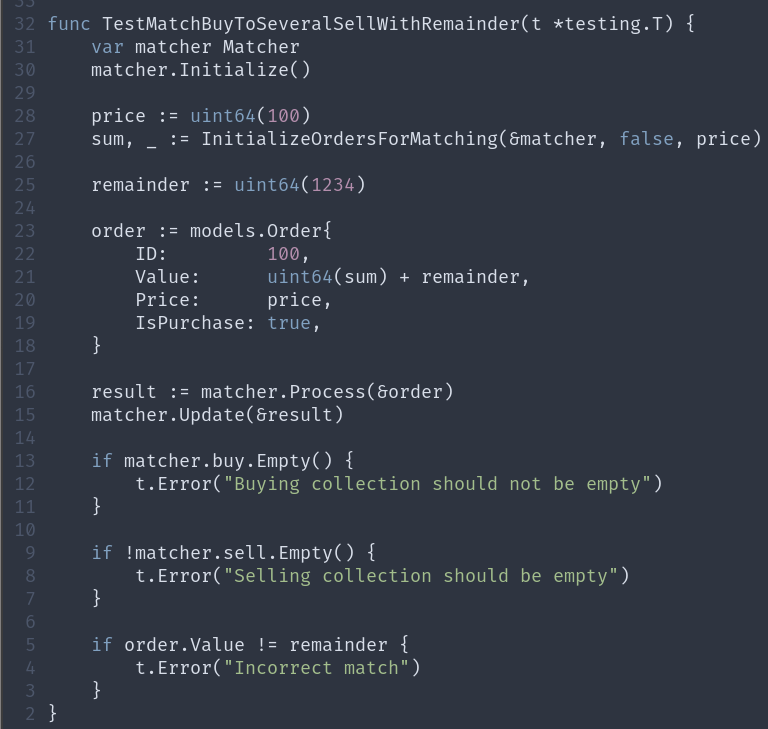 33
32 func TestMatchBuyToSeveralSellWithRemainder(t *testing.T) {
31     var matcher Matcher
30     matcher.Initialize()
29
28     price := uint64(100)
27     sum, _ := InitializeOrdersForMatching(&matcher, false, price)
26
25     remainder := uint64(1234)
24
23     order := models.Order{
22         ID:         100,
21         Value:      uint64(sum) + remainder,
20         Price:      price,
19         IsPurchase: true,
18     }
17
16     result := matcher.Process(&order)
15     matcher.Update(&result)
14
13     if matcher.buy.Empty() {
12         t.Error("Buying collection should not be empty")
11     }
10
9     if !matcher.sell.Empty() {
8         t.Error("Selling collection should be empty")
7     }
6
5     if order.Value != remainder {
4         t.Error("Incorrect match")
3     }
2 }